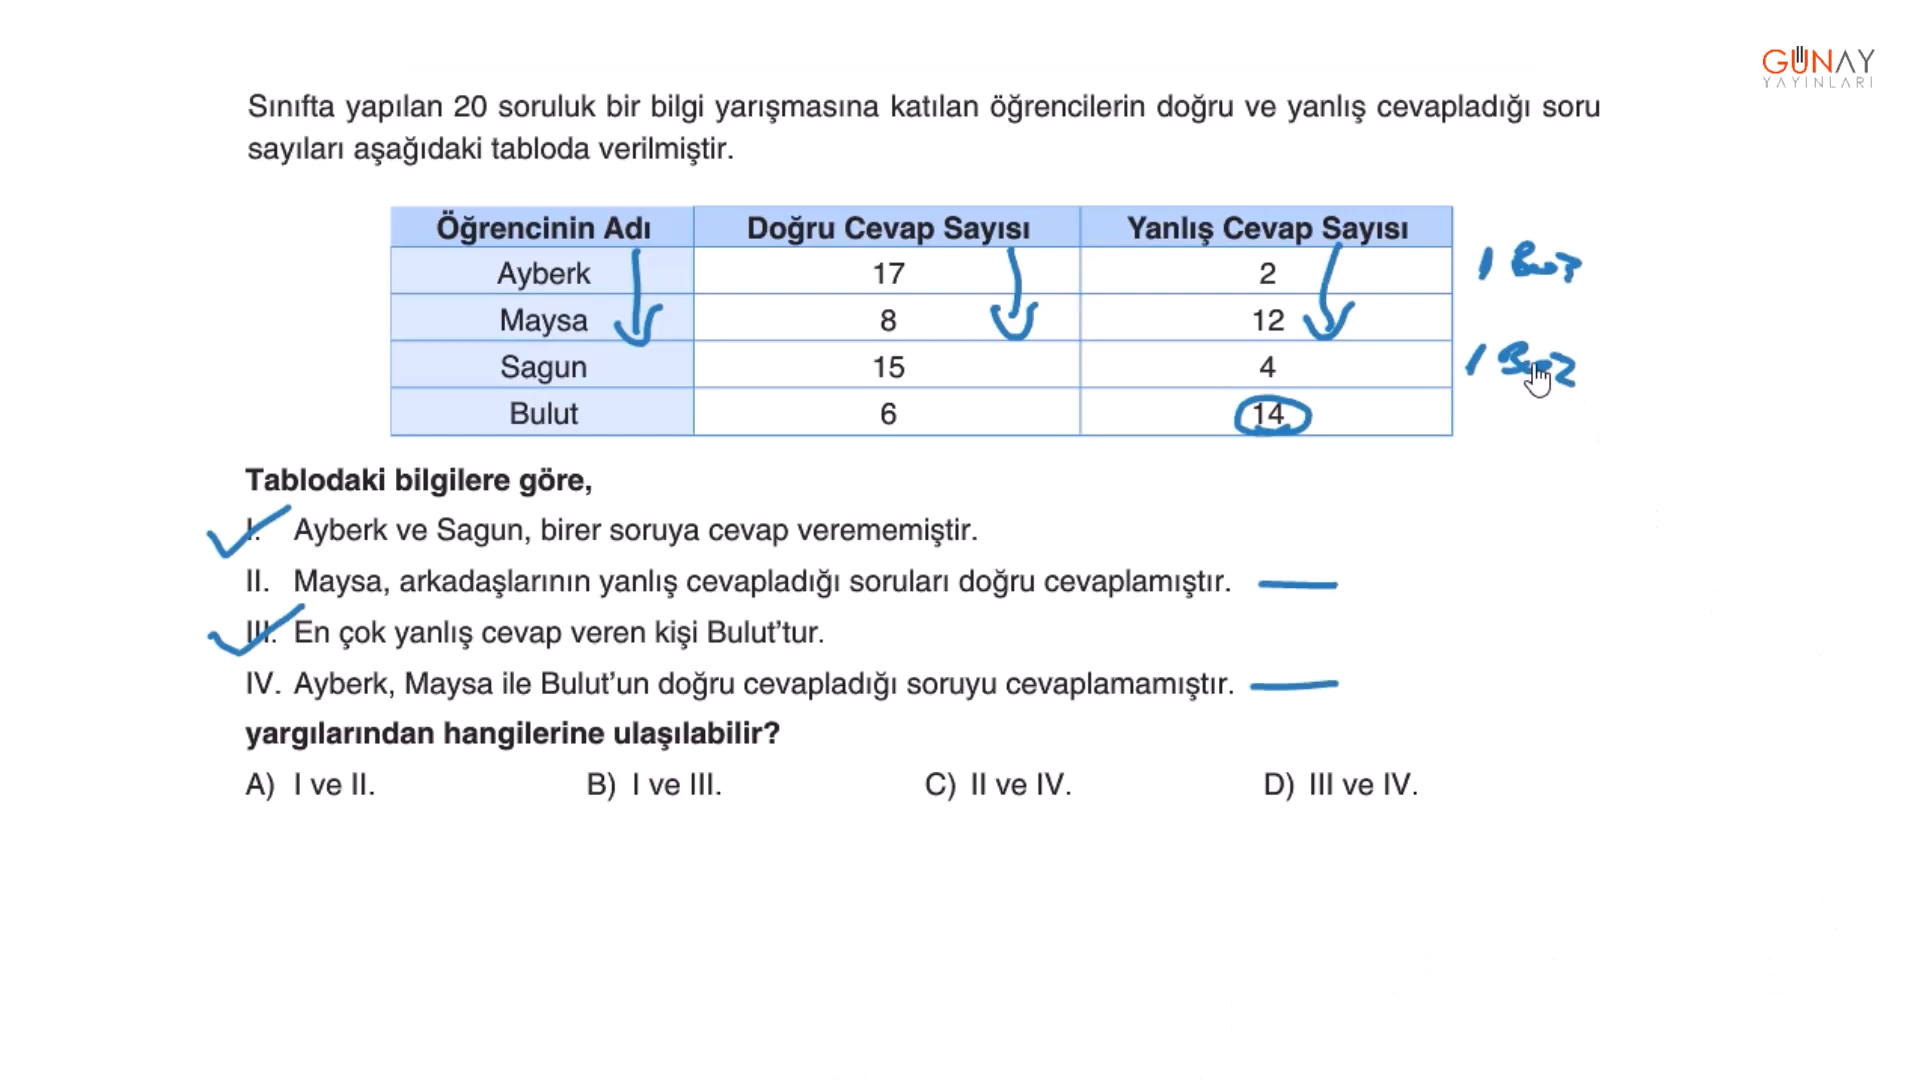 GÜNAY
YAYINLARI
Sınıfta yapılan 20 soruluk bir bilgi yarışmasına katılan öğrencilerin doğru ve yanlış cevapladığı soru
sayıları aşağıdaki tabloda verilmiştir.
Öğrencinin Adı Doğru Cevap Sayısı Yanlış Cevap Sayısı
Ayberk 17 2 1 Boş
Maysa 8 12
Sagun 15 4 1
Bulut 6 14
Tablodaki bilgilere göre,
I. Ayberk ve Sagun, birer soruya cevap verememiştir.
II. Maysa, arkadaşlarının yanlış cevapladığı soruları doğru cevaplamıştır.
III. En çok yanlış cevap veren kişi Bulut’tur.
IV. Ayberk, Maysa ile Bulut’un doğru cevapladığı soruyu cevaplamamıştır.
yargılarından hangilerine ulaşılabilir?
A) I ve II. B) I ve III. C) II ve IV. D) III ve IV.